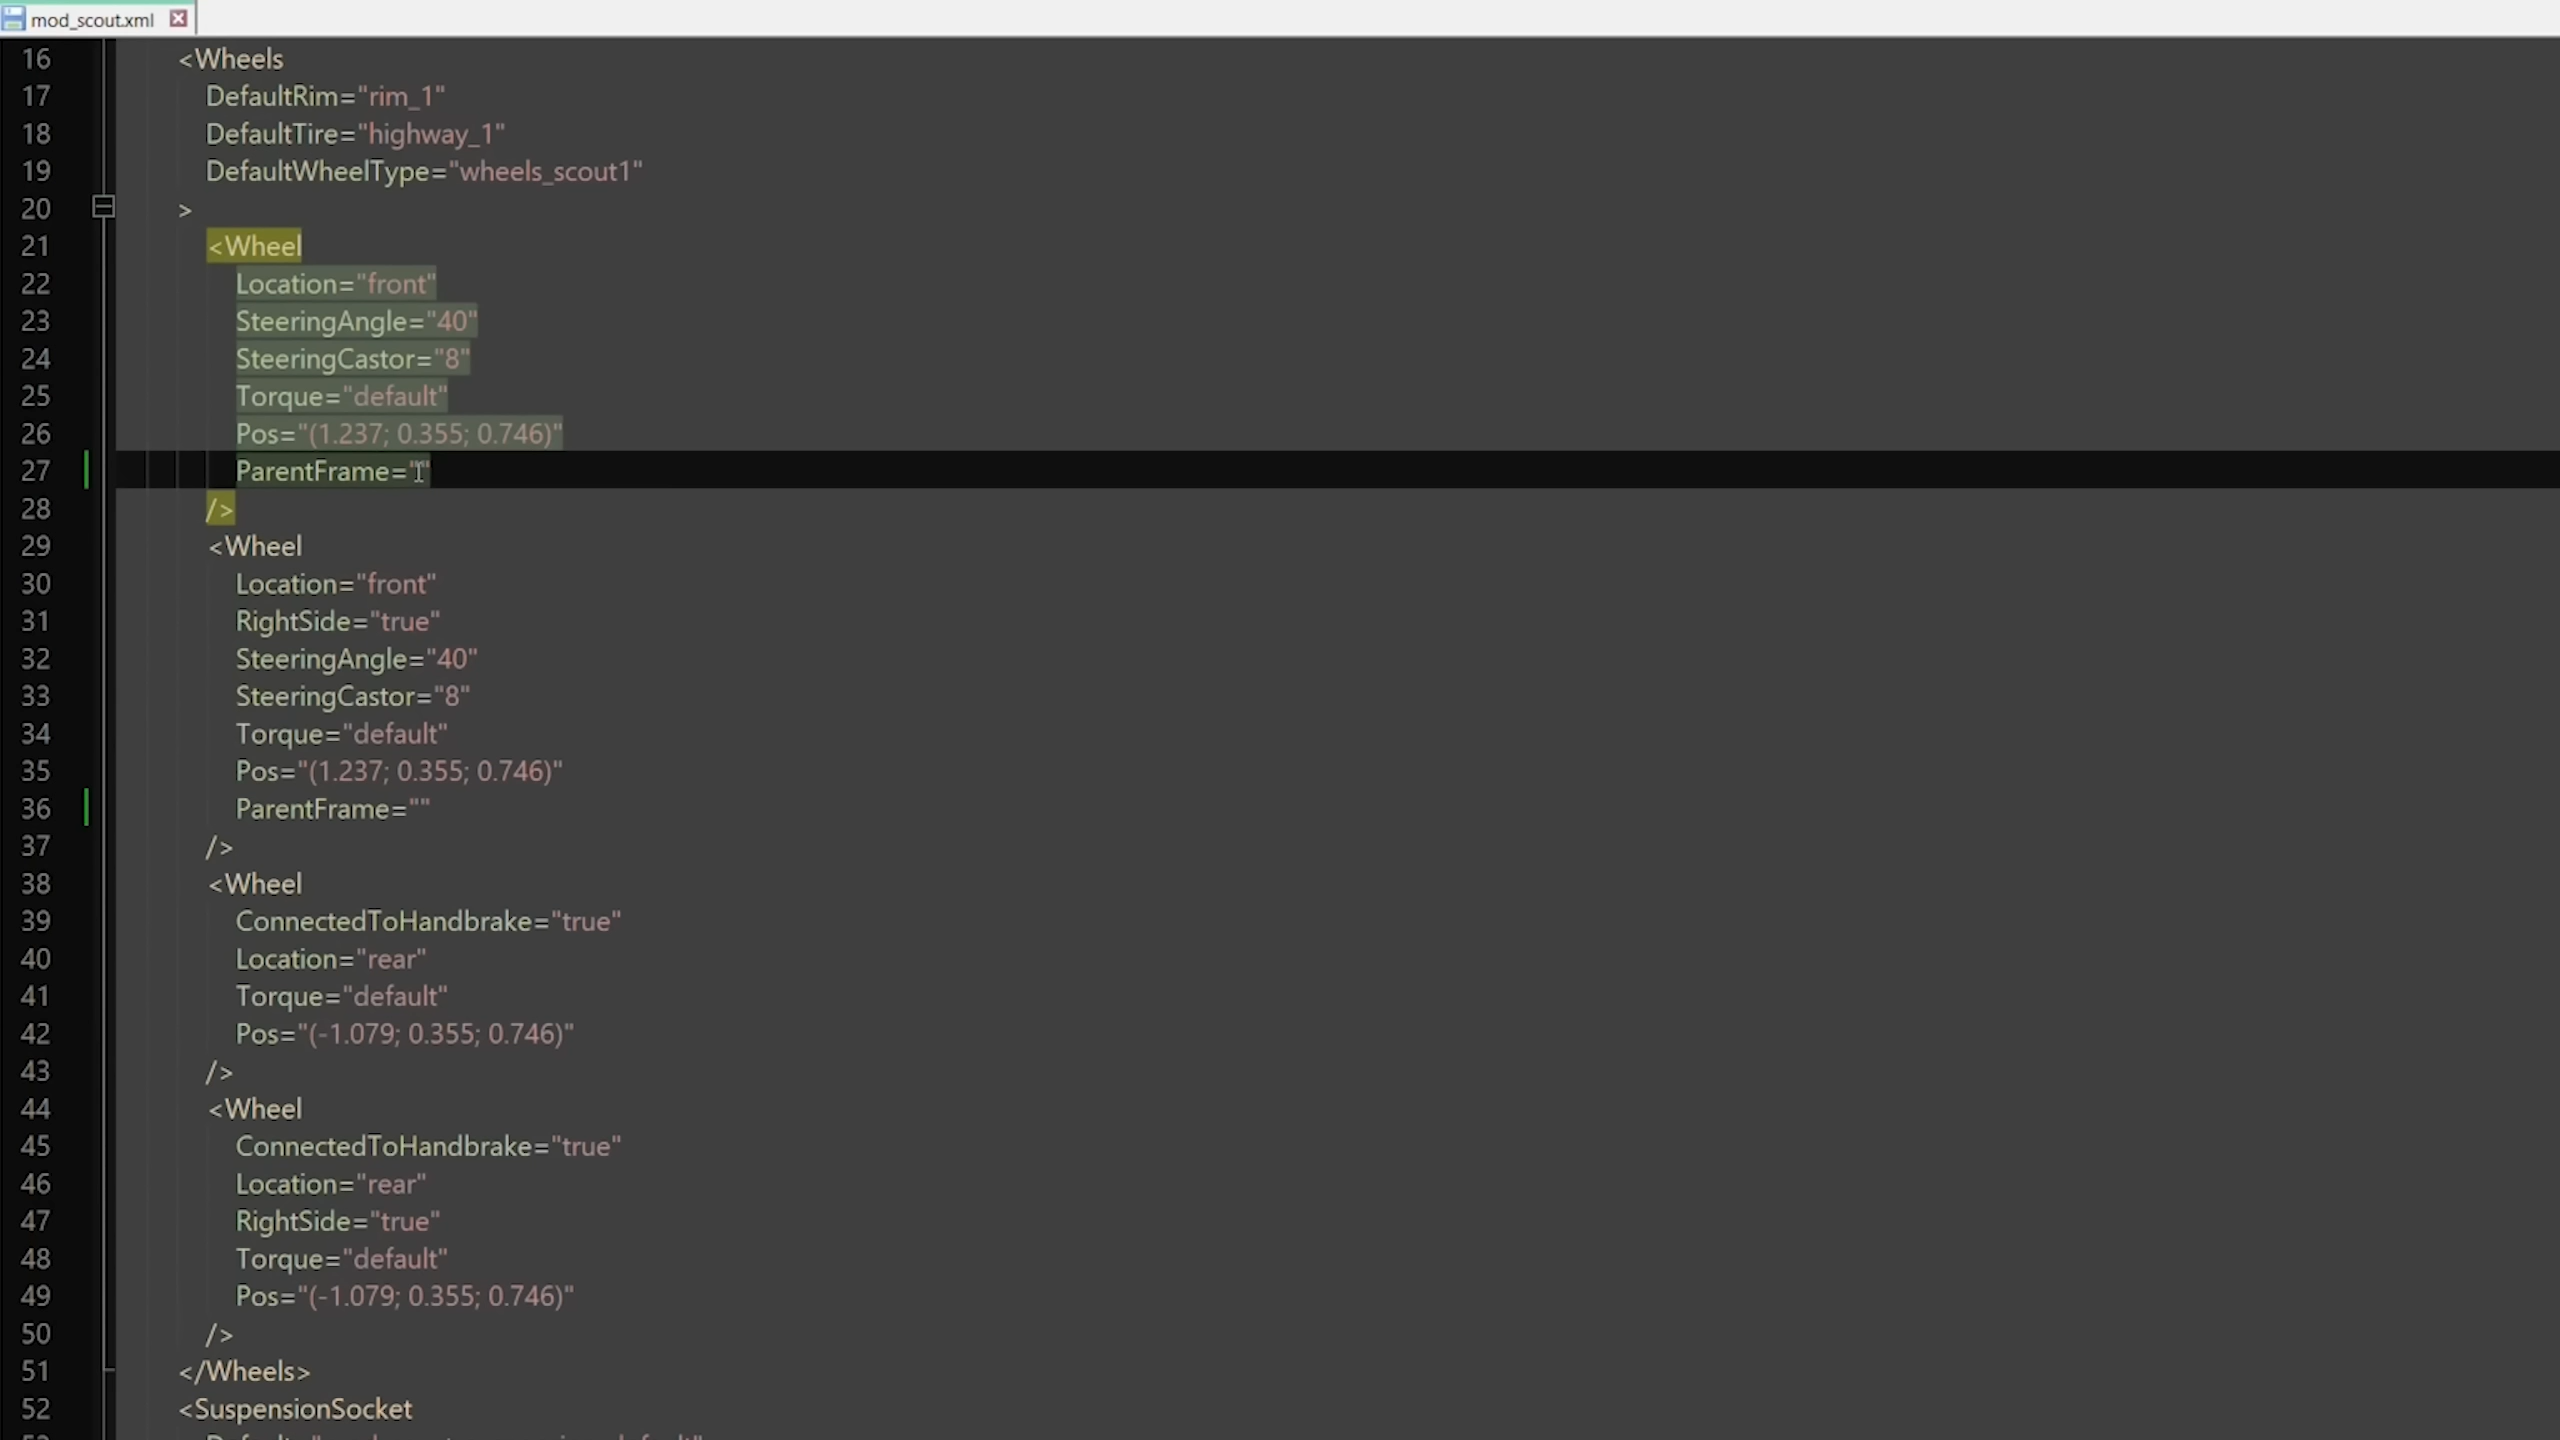 mod_scout.xml
16 <Wheels
17 DefaultRim="rim_1"
18 DefaultTire="highway_1"
19 DefaultWheelType="wheels_scout1"
20 >
21 <Wheel
22 Location="front"
23 SteeringAngle="40"
24 SteeringCastor="8"
25 Torque="default"
26 Pos="(1.237; 0.355; 0.746)"
27 ParentFrame=""
28 />
29 <Wheel
30 Location="front"
31 RightSide="true"
32 SteeringAngle="40"
33 SteeringCastor="8"
34 Torque="default"
35 Pos="(1.237; 0.355; 0.746)"
36 ParentFrame=""
37 />
38 <Wheel
39 ConnectedToHandbrake="true"
40 Location="rear"
41 Torque="default"
42 Pos="(-1.079; 0.355; 0.746)"
43 />
44 <Wheel
45 ConnectedToHandbrake="true"
46 Location="rear"
47 RightSide="true"
48 Torque="default"
49 Pos="(-1.079; 0.355; 0.746)"
50 />
51 </Wheels>
52 <SuspensionSocket